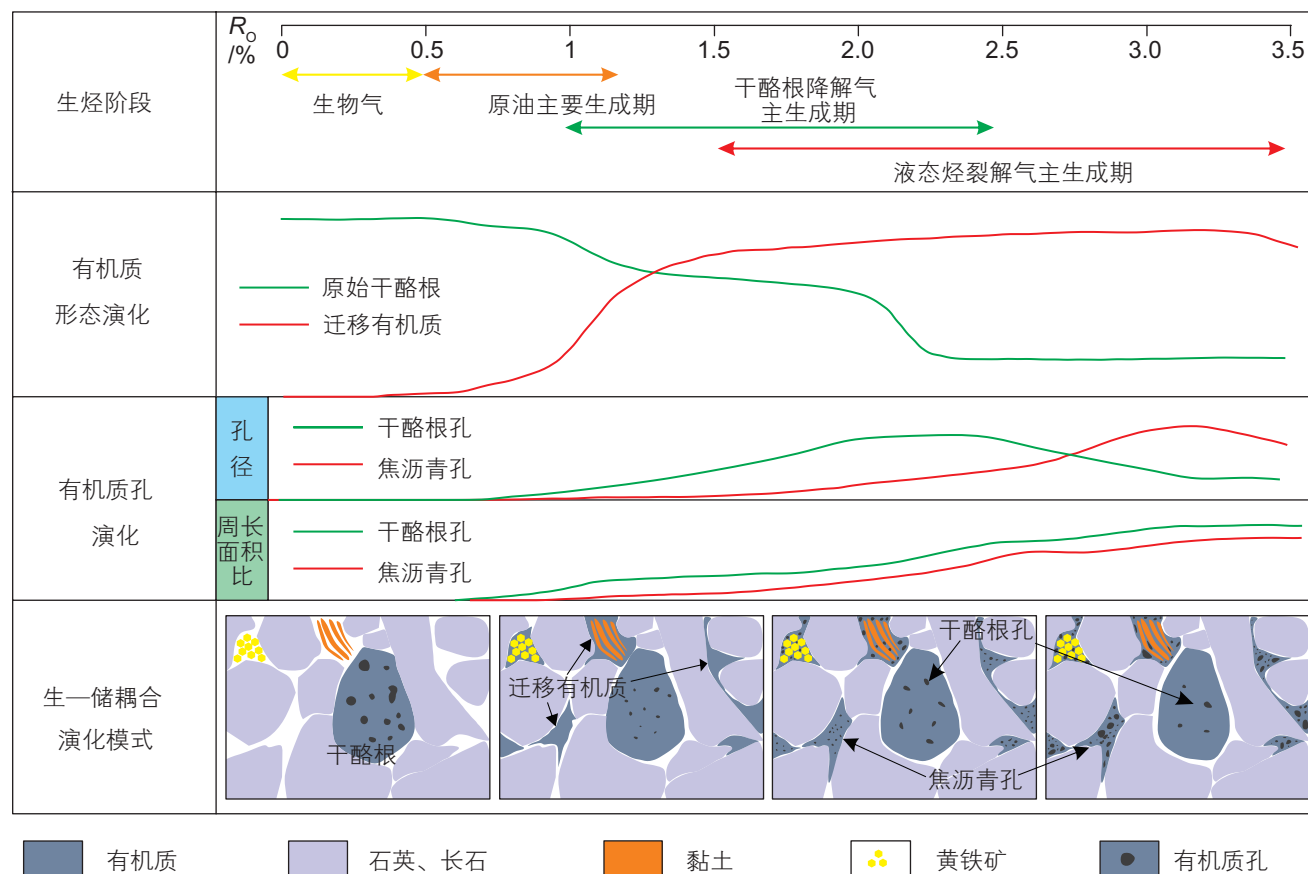 R_O
/%
0 0.5 1 1.5 2.0 2.5 3.0 3.5
生烃阶段
生物气
原油主要生成期
干酪根降解气
主生成期
液态烃裂解气主生成期
有机质
形态演化
原始干酪根
迁移有机质
有机质孔
演化
孔
径
干酪根孔
焦沥青孔
周长
面积
比
干酪根孔
焦沥青孔
生—储耦合
演化模式
干酪根
迁移有机质
干酪根孔
焦沥青孔
有机质
石英、长石
黏土
黄铁矿
有机质孔